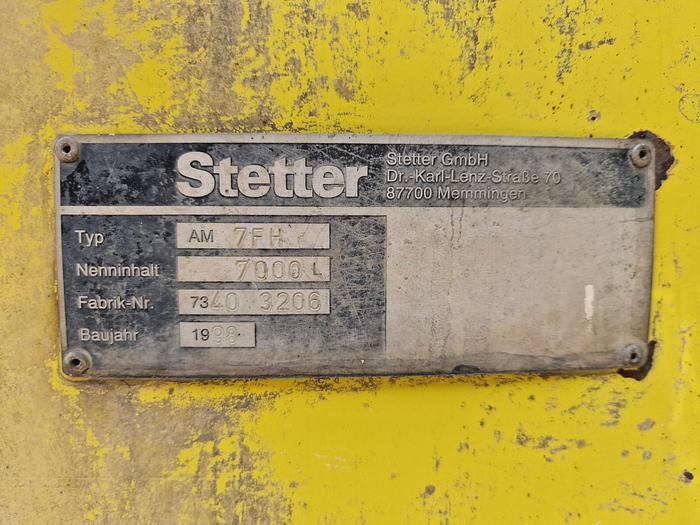 Stetter
Stetter GmbH
Dr.-Karl-Lenz-Straße 70
87700 Memmingen
Typ AM 7FH
Nenninhalt 7000 L
Fabrik-Nr. 7340 3206
Baujahr 1998